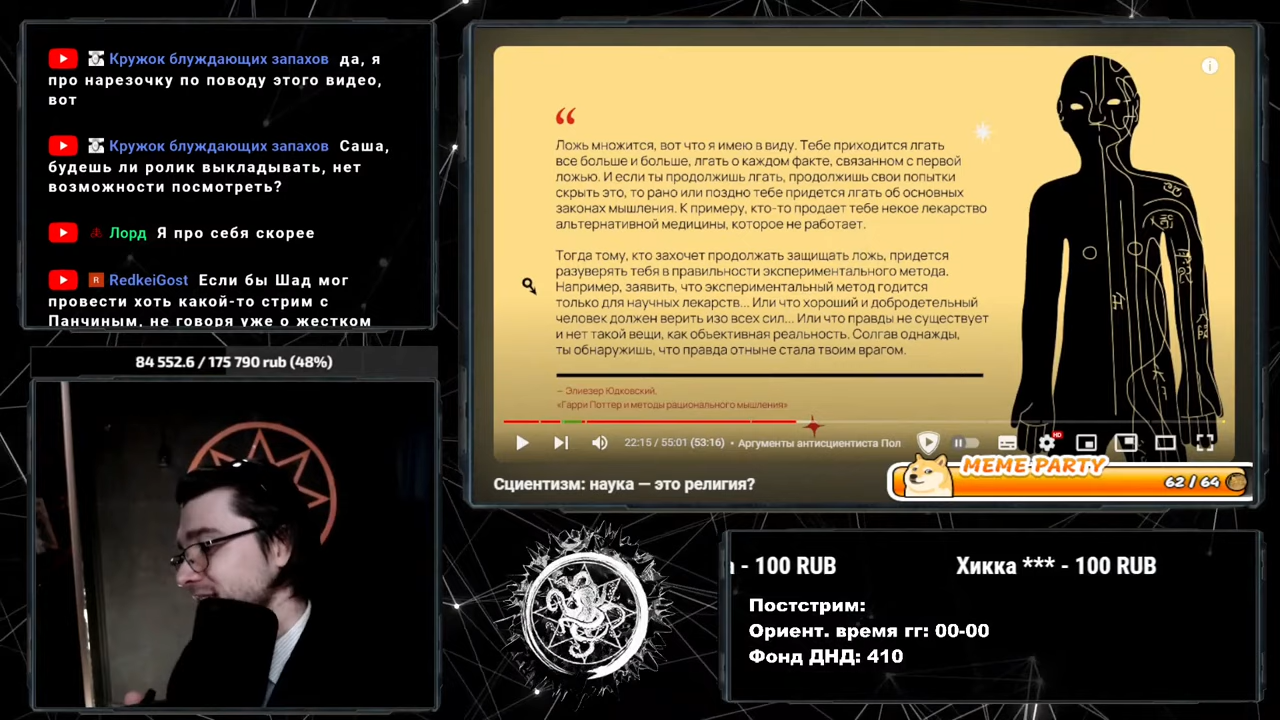 Кружок блуждающих запахов да, я
про нарезочку по поводу этого видео,
вот
Кружок блуждающих запахов Саша,
будешь ли ролик выкладывать, нет
возможности посмотреть?
Лорд Я про себя скорее
RedkeiGost Если бы Шад мог
провести хоть какой-то стрим с
Панчиным, не говоря уже о жестком
84 552.6 / 175 790 rub (48%)
“
Ложь множится, вот что я имею в виду. Тебе приходится лгать
все больше и больше, лгать о каждом факте, связанном с первой
ложью. И если ты продолжишь лгать, продолжишь свои попытки
скрыть это, то рано или поздно тебе придется лгать об основных
законах мышления. К примеру, кто-то продает тебе некое лекарство
альтернативной медицины, которое не работает.
Тогда тому, кто захочет продолжать защищать ложь, придется
разуверять тебя в правильности экспериментального метода.
Например, заявить, что экспериментальный метод годится
только для научных лекарств... Или что хороший и добродетельный
человек должен верить изо всех сил... Или что правды не существует
и нет такой вещи, как объективная реальность. Солгав однажды,
ты обнаружишь, что правда отныне стала твоим врагом.
— Элиезер Юдковский,
«Гарри Поттер и методы рационального мышления»
22:15 / 55:01 (53:16) • Аргументы антисциентиста Пол
HD
Сциентизм: наука — это религия?
MEME PARTY
62 / 64
а - 100 RUB Хикка *** - 100 RUB
Постстрим:
Ориент. время гг: 00-00
Фонд ДНД: 410